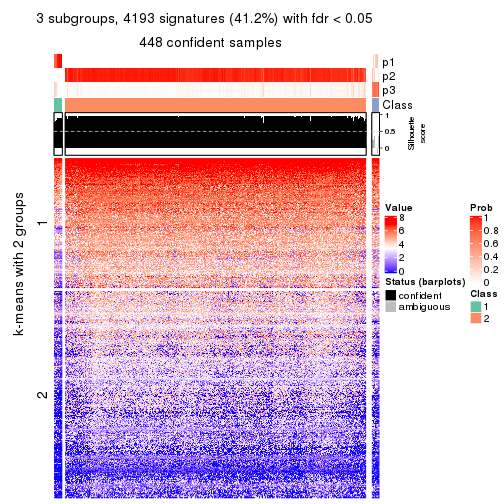 3 subgroups, 4193 signatures (41.2%) with fdr < 0.05
448 confident samples
p1
p2
p3
Class
1
0.5
0
Silhouette
score
k-means with 2 groups
1
2
Value
8
6
4
2
0
Status (barplots)
confident
ambiguous
Prob
1
0.8
0.6
0.4
0.2
0
Class
1
2